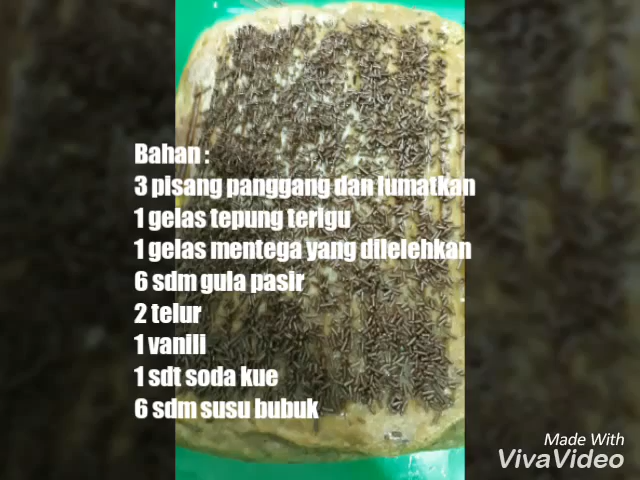 Bahan :
3 pisang panggang dan lumatkan
1 gelas tepung terigu
1 gelas mentega yang dilelehkan
6 sdm gula pasir
2 telur
1 vanili
1 sdt soda kue
6 sdm susu bubuk
Made With
VivaVideo